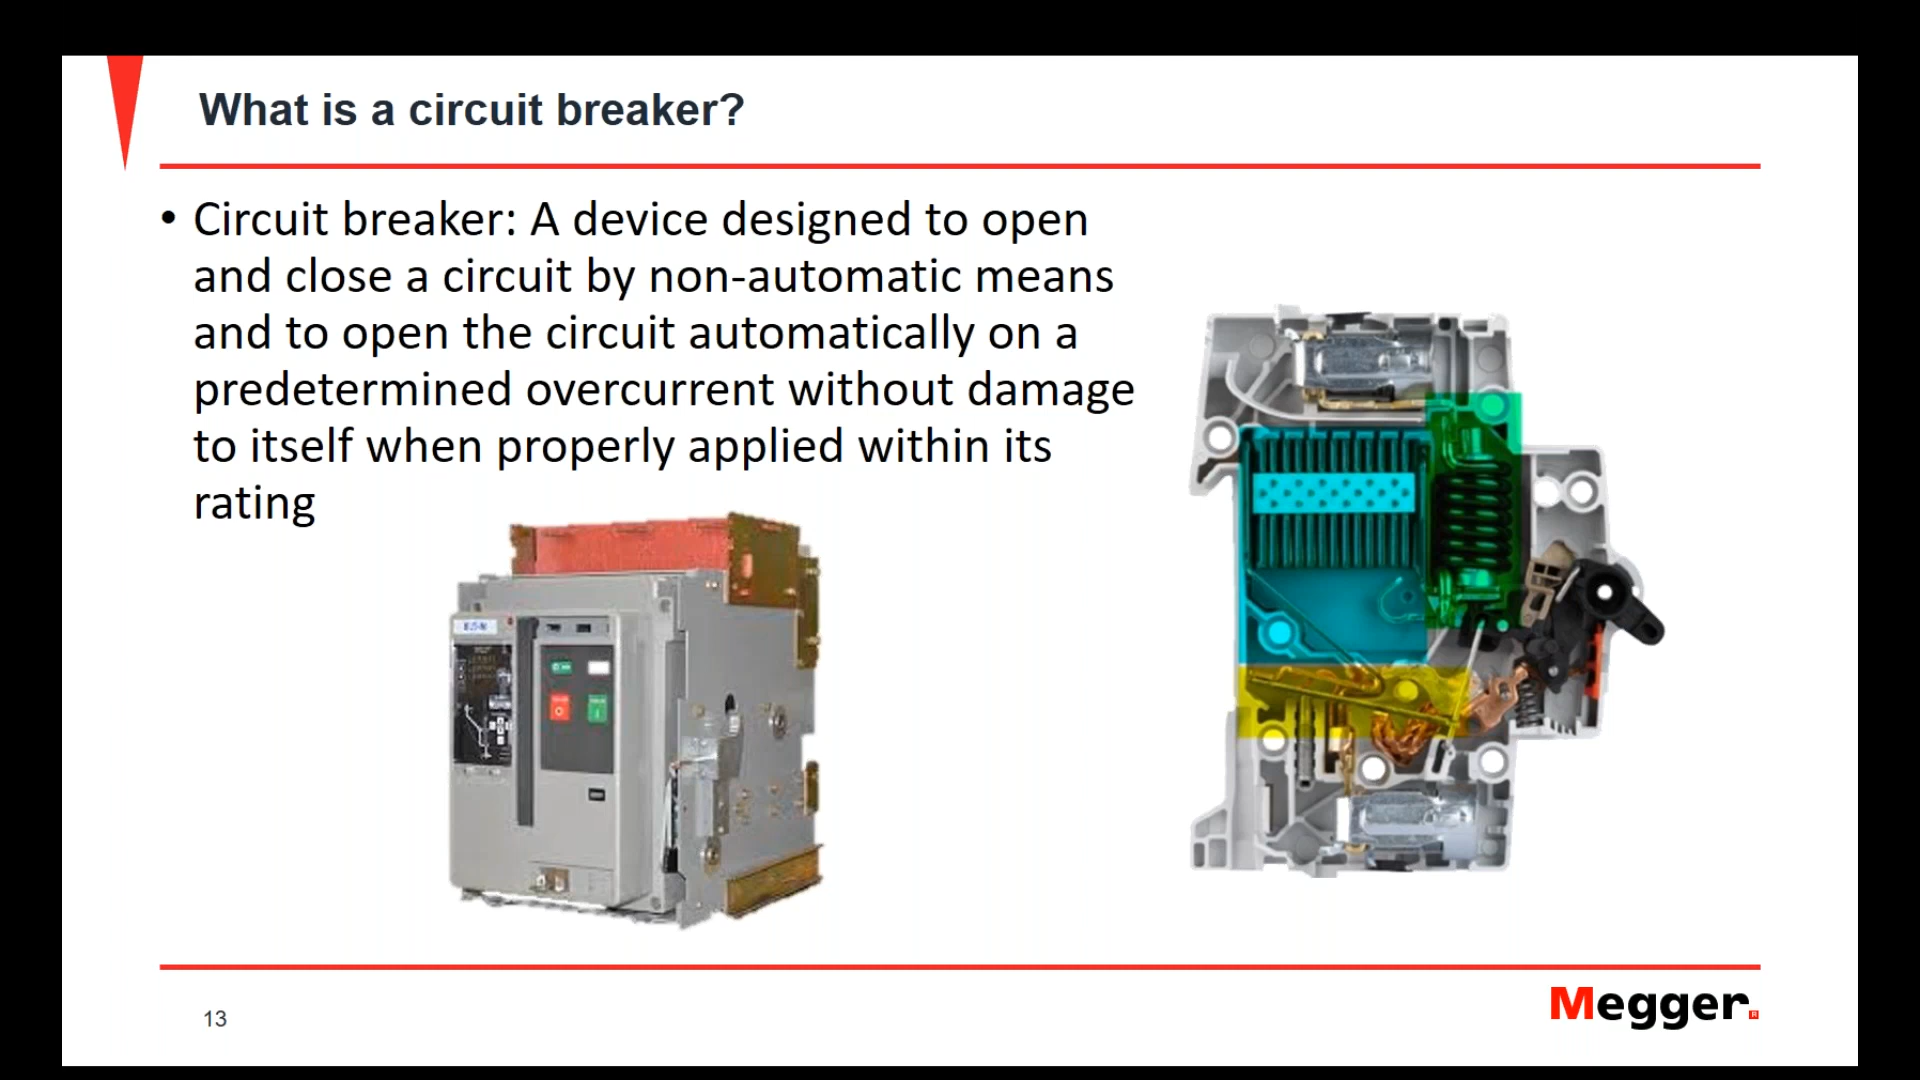 What is a circuit breaker?
• Circuit breaker: A device designed to open
and close a circuit by non-automatic means
and to open the circuit automatically on a
predetermined overcurrent without damage
to itself when properly applied within its
rating
13
Megger.